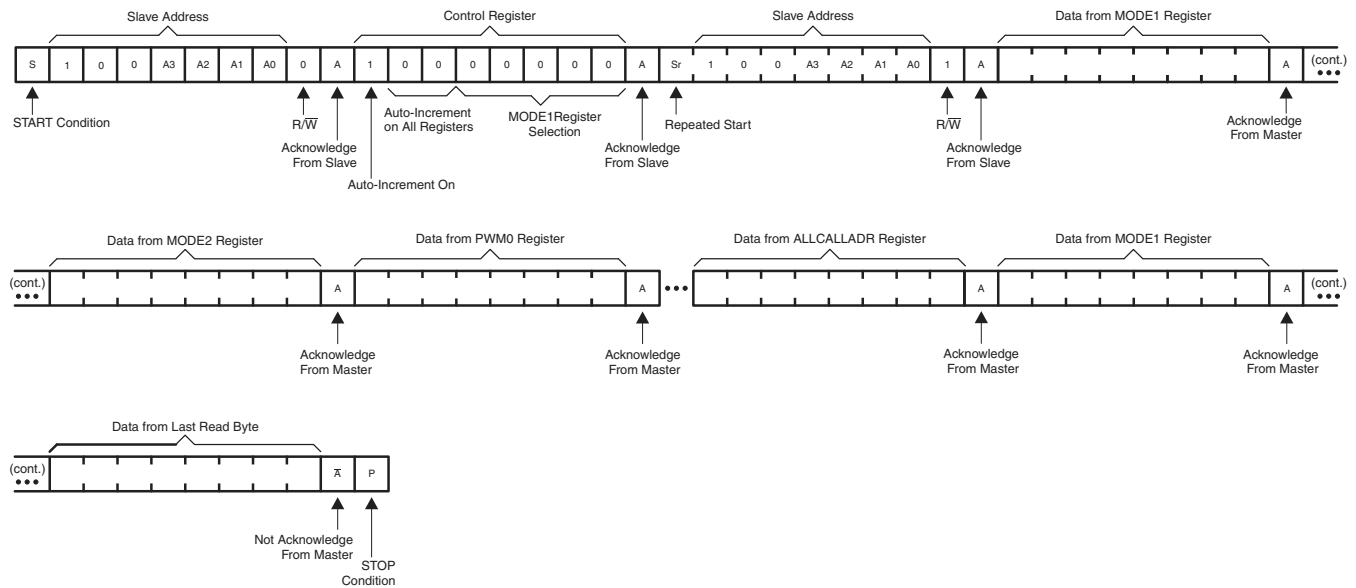 Slave Address
Control Register
Slave Address
Data from MODE1 Register
S 1 0 0 A3 A2 A1 A0 0 A 1 0 0 0 0 0 0 0 A Sr 1 0 0 A3 A2 A1 A0 1 A A (cont.)
START Condition
R/W̅
Acknowledge
From Slave
Auto-Increment On
Auto-Increment
on All Registers
MODE1Register
Selection
Acknowledge
From Slave
Repeated Start
R/W̅
Acknowledge
From Slave
Acknowledge
From Master
Data from MODE2 Register
Data from PWM0 Register
Data from ALLCALLADR Register
Data from MODE1 Register
(cont.) A A A A (cont.)
Acknowledge
From Master
Acknowledge
From Master
Acknowledge
From Master
Acknowledge
From Master
Data from Last Read Byte
(cont.) A̅ P
Not Acknowledge
From Master
STOP
Condition